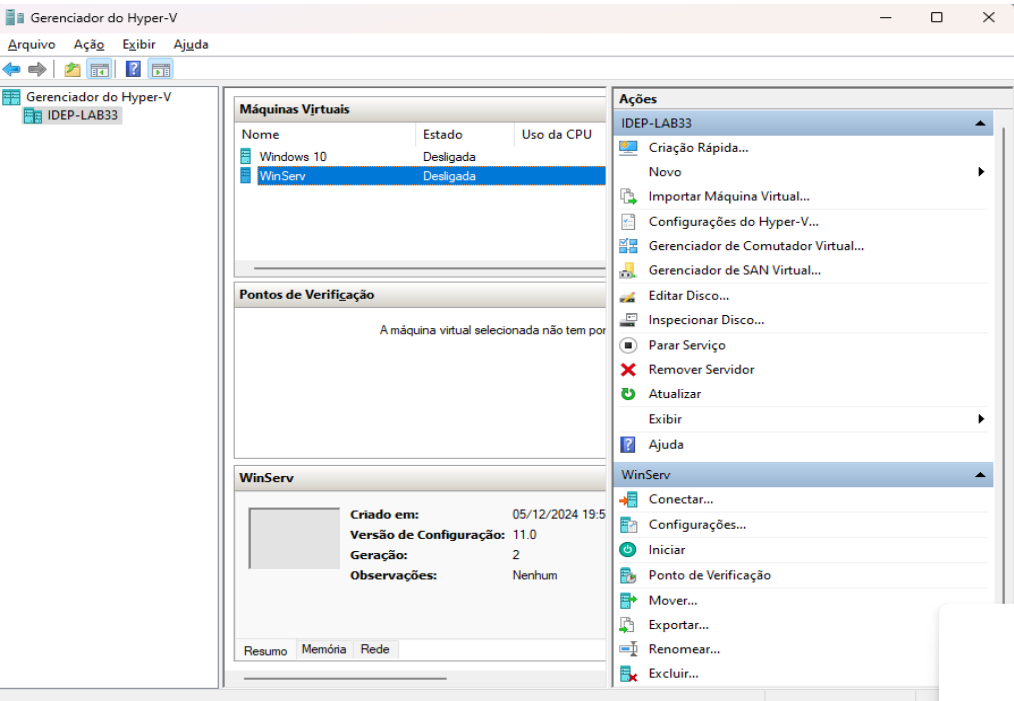 Gerenciador do Hyper-V
Arquivo Ação Exibir Ajuda
Gerenciador do Hyper-V
IDEP-LAB33
Máquinas Virtuais
Nome Estado Uso da CPU
Windows 10 Desligada
WinServ Desligada
Pontos de Verificação
A máquina virtual selecionada não tem por
WinServ
Criado em: 05/12/2024 19:5
Versão de Configuração: 11.0
Geração: 2
Observações: Nenhum
Resumo Memória Rede
Ações
IDEP-LAB33
Criação Rápida...
Novo
Importar Máquina Virtual...
Configurações do Hyper-V...
Gerenciador de Comutador Virtual...
Gerenciador de SAN Virtual...
Editar Disco...
Inspecionar Disco...
Parar Serviço
Remover Servidor
Atualizar
Exibir
Ajuda
WinServ
Conectar...
Configurações...
Iniciar
Ponto de Verificação
Mover...
Exportar...
Renomear...
Excluir...